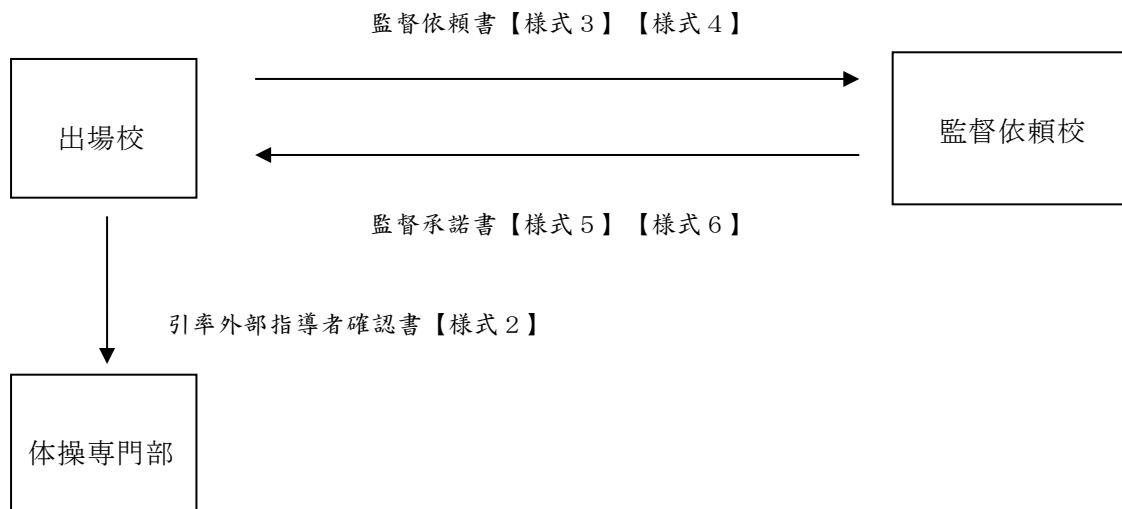 監督依頼書【様式３】【様式４】
出場校
監督依頼校
監督承諾書【様式５】【様式６】
引率外部指導者確認書【様式２】
体操専門部